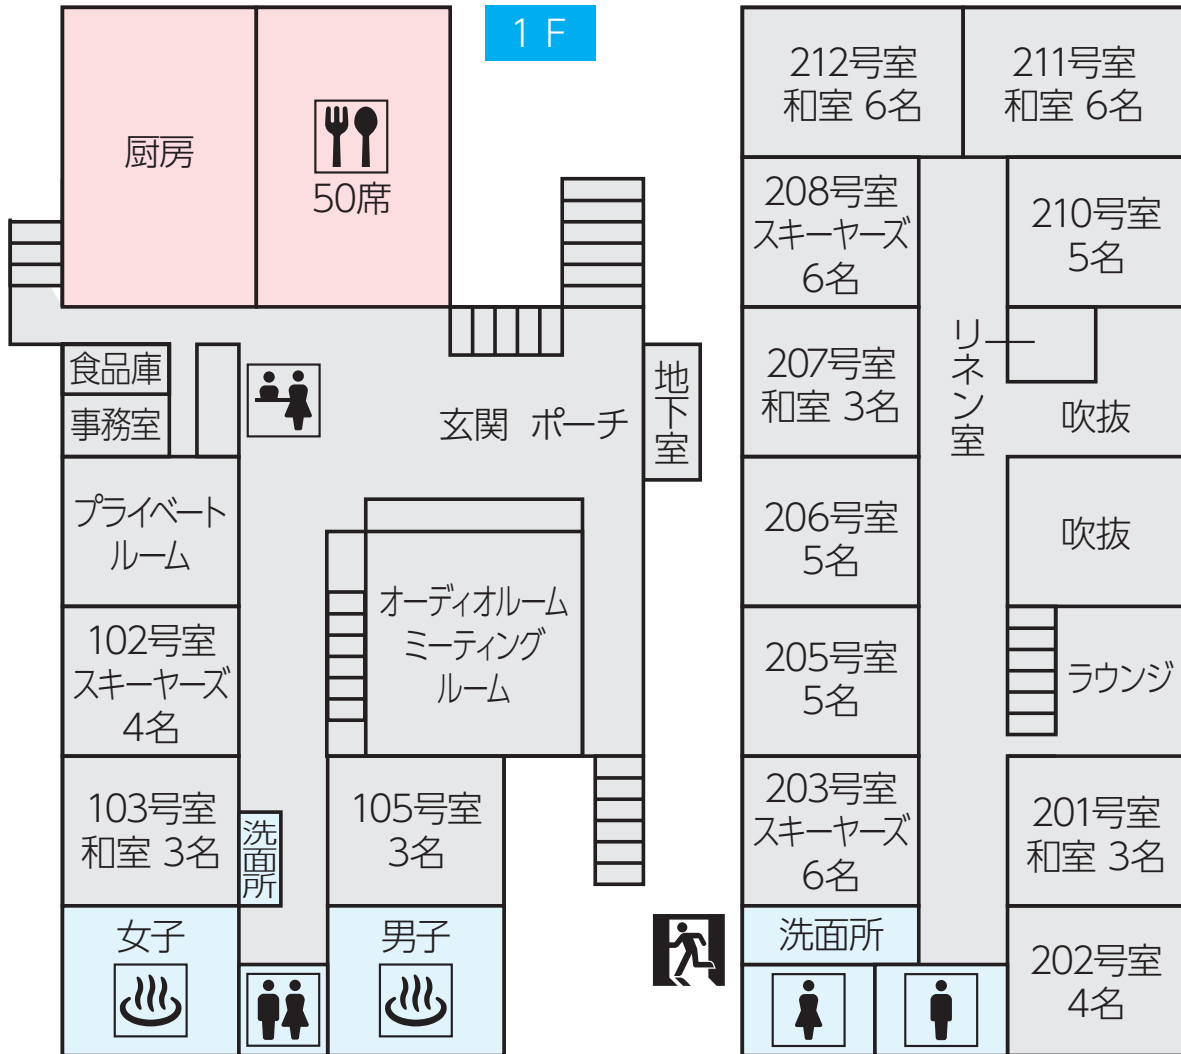 1 F
厨房
50席
食品庫
事務室
玄関 ポーチ
地下室
プライベート
ルーム
オーディオルーム
ミーティング
ルーム
102号室
スキーヤーズ
4名
103号室
和室 3名
洗面所
105号室
3名
女子
男子
212号室
和室 6名
211号室
和室 6名
208号室
スキーヤーズ
6名
210号室
5名
207号室
和室 3名
リネン室
吹抜
206号室
5名
吹抜
205号室
5名
ラウンジ
203号室
スキーヤーズ
6名
201号室
和室 3名
洗面所
202号室
4名